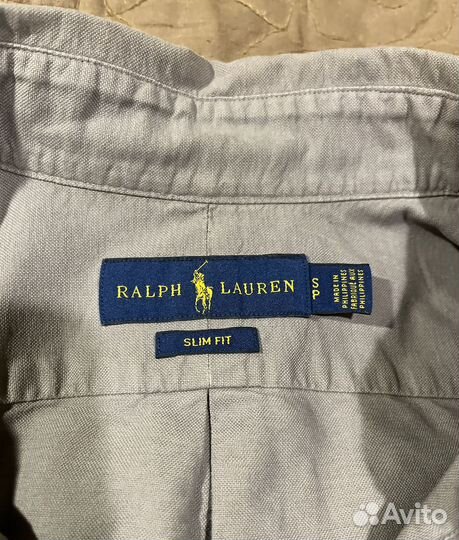 RALPH LAUREN
S
P
MADE IN
PHILIPPINES
FABRIQUÉ AUX
PHILIPPINES
SLIM FIT
Avito